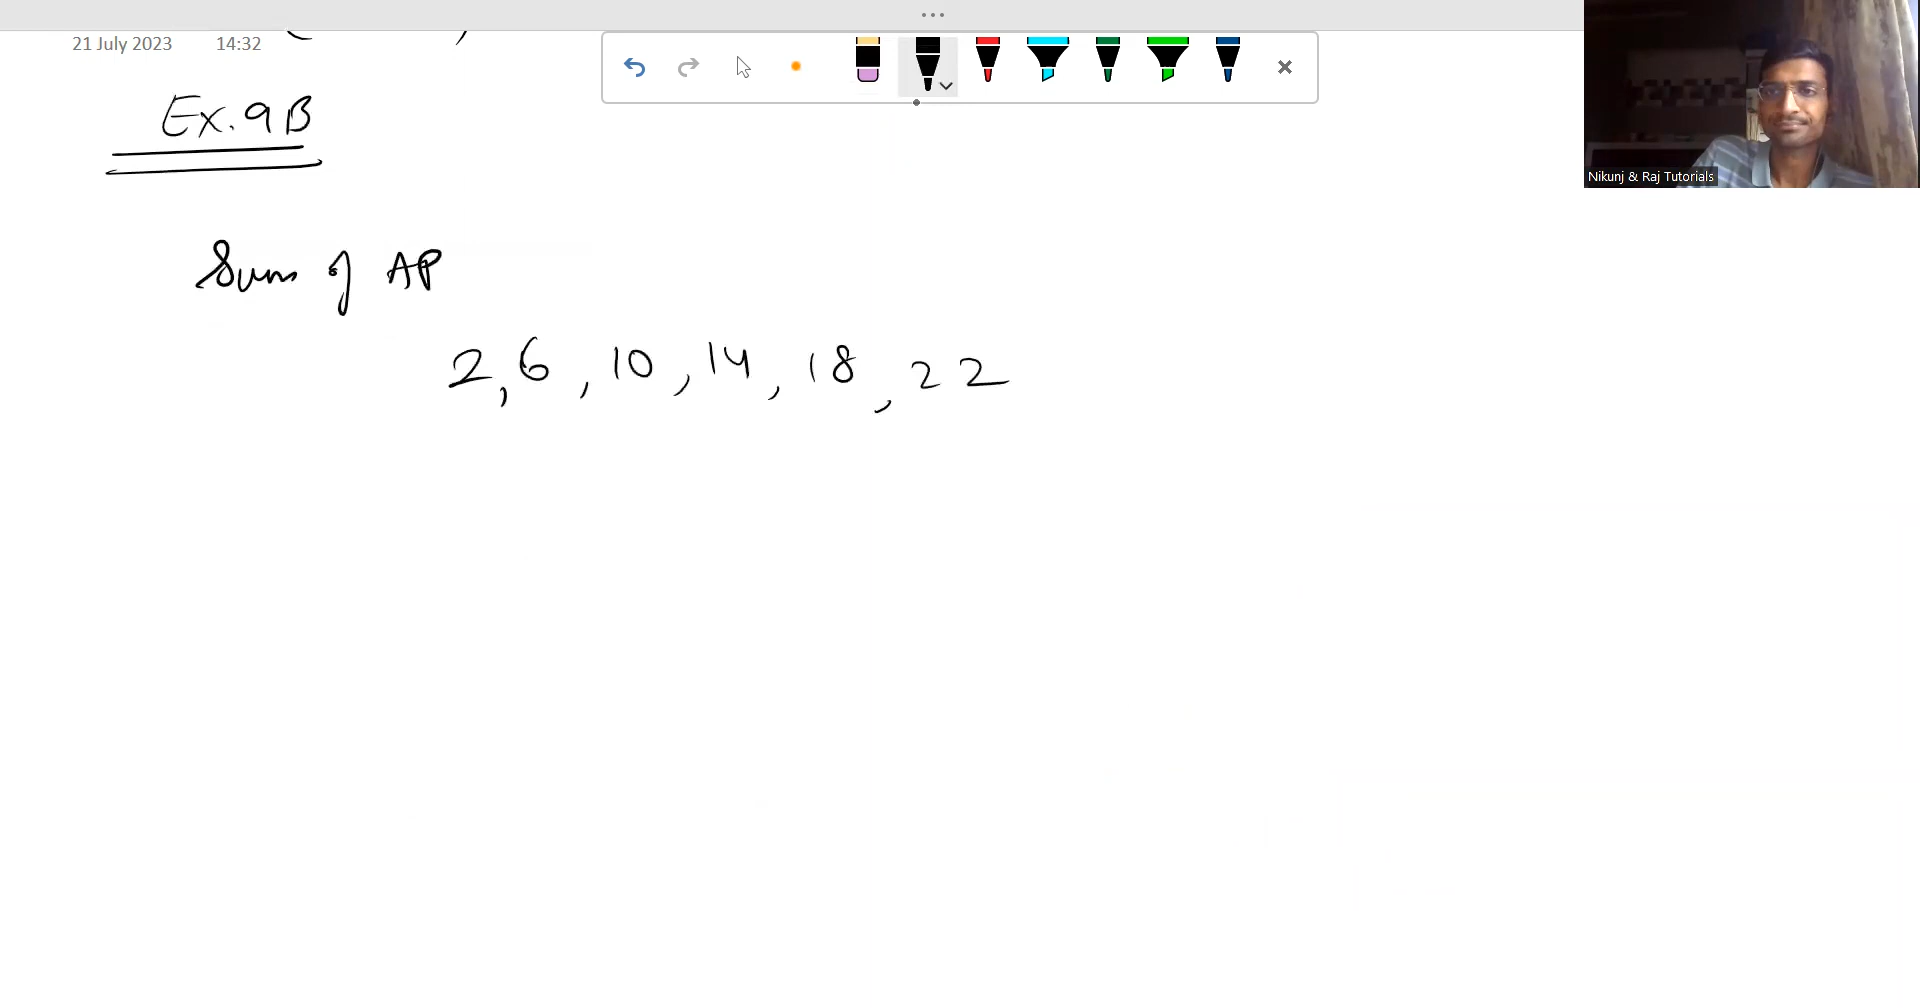 21 July 2023 14:32
Ex. 9B
Sum of AP
2, 6, 10, 14, 18, 22
Nikunj & Raj Tutorials